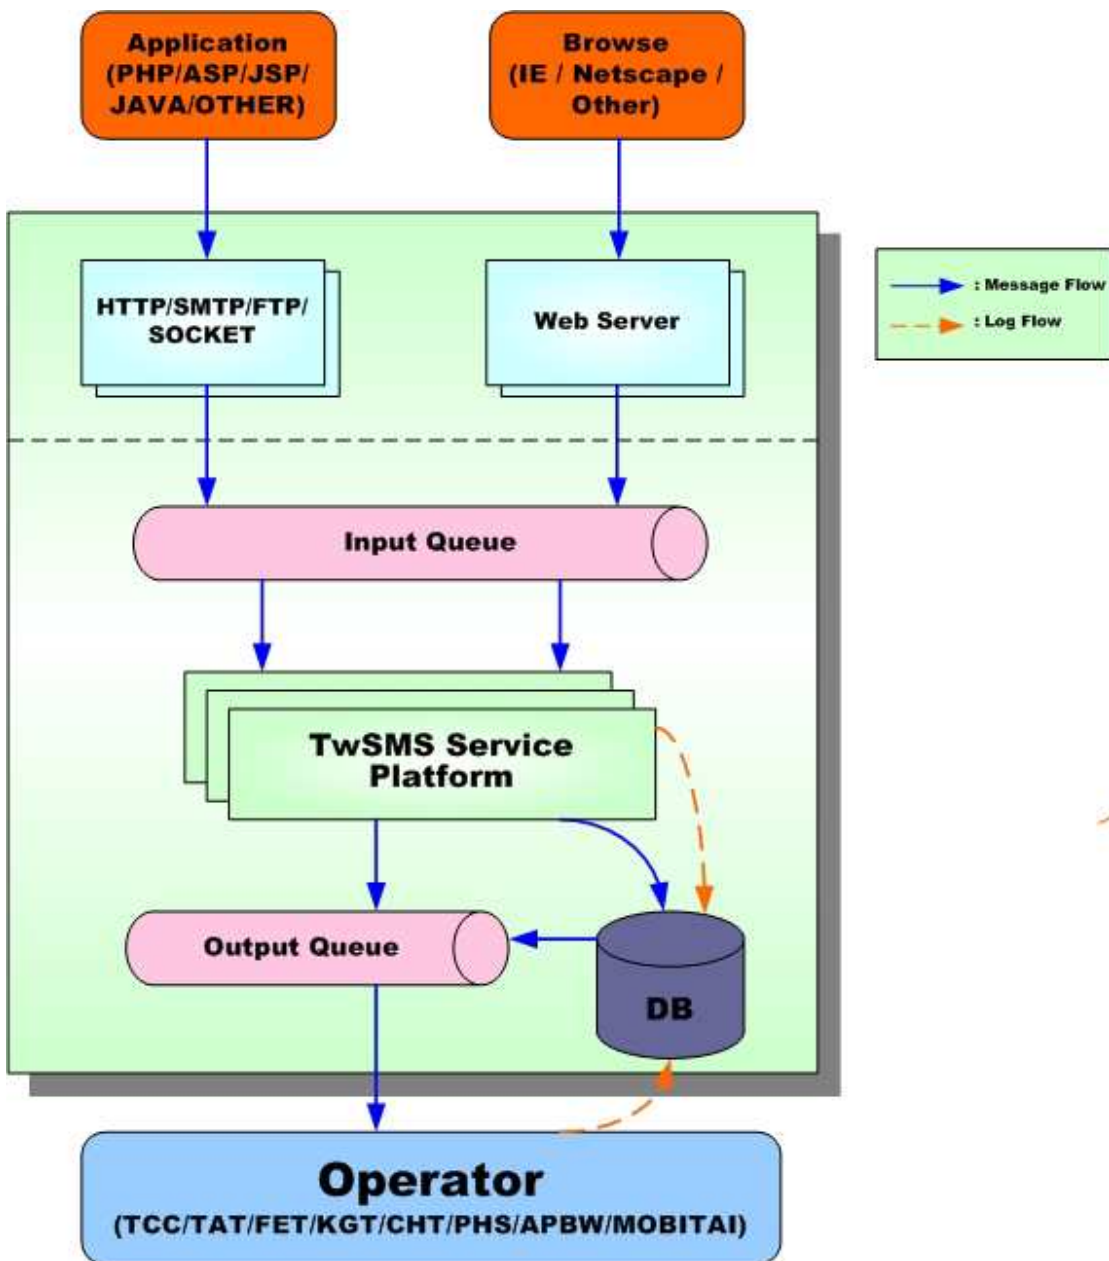 Application
(PHP/ASP/JSP/
JAVA/OTHER)
Browse
(IE / Netscape /
Other)
HTTP/SMTP/FTP/
SOCKET
Web Server
: Message Flow
: Log Flow
Input Queue
TwSMS Service
Platform
Output Queue
DB
Operator
(TCC/TAT/FET/KGT/CHT/PHS/APBW/MOBITAI)